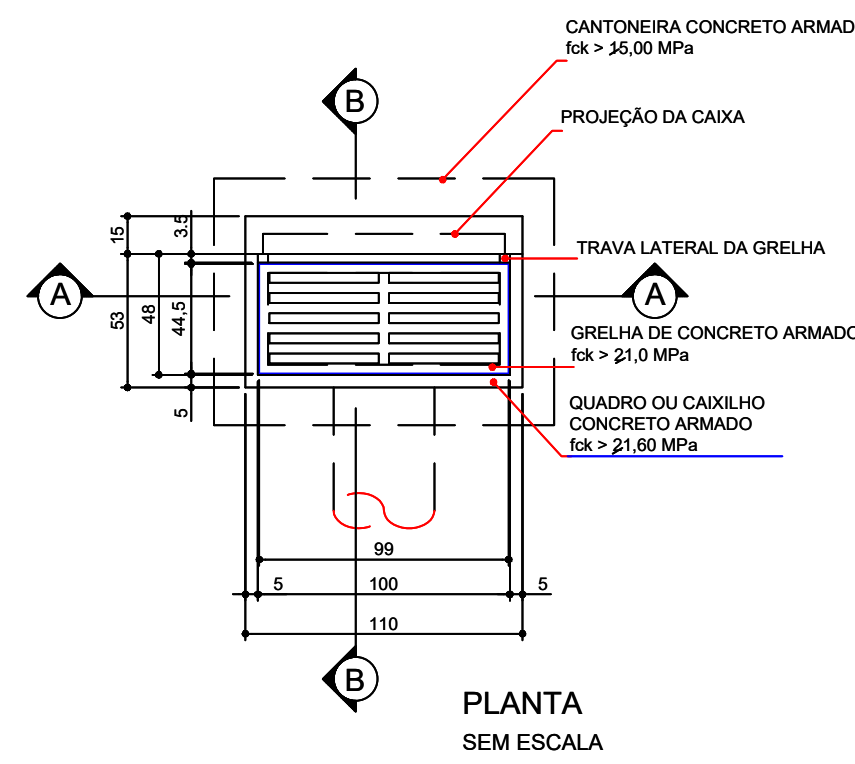 CANTONEIRA CONCRETO ARMAD
fck > 15,00 MPa
B
PROJEÇÃO DA CAIXA
15
3.5
TRAVA LATERAL DA GRELHA
A
A
53
48
44,5
GRELHA DE CONCRETO ARMADO
fck > 21,0 MPa
5
QUADRO OU CAIXILHO
CONCRETO ARMADO
fck > 21,60 MPa
99
5 100 5
110
B
PLANTA
SEM ESCALA